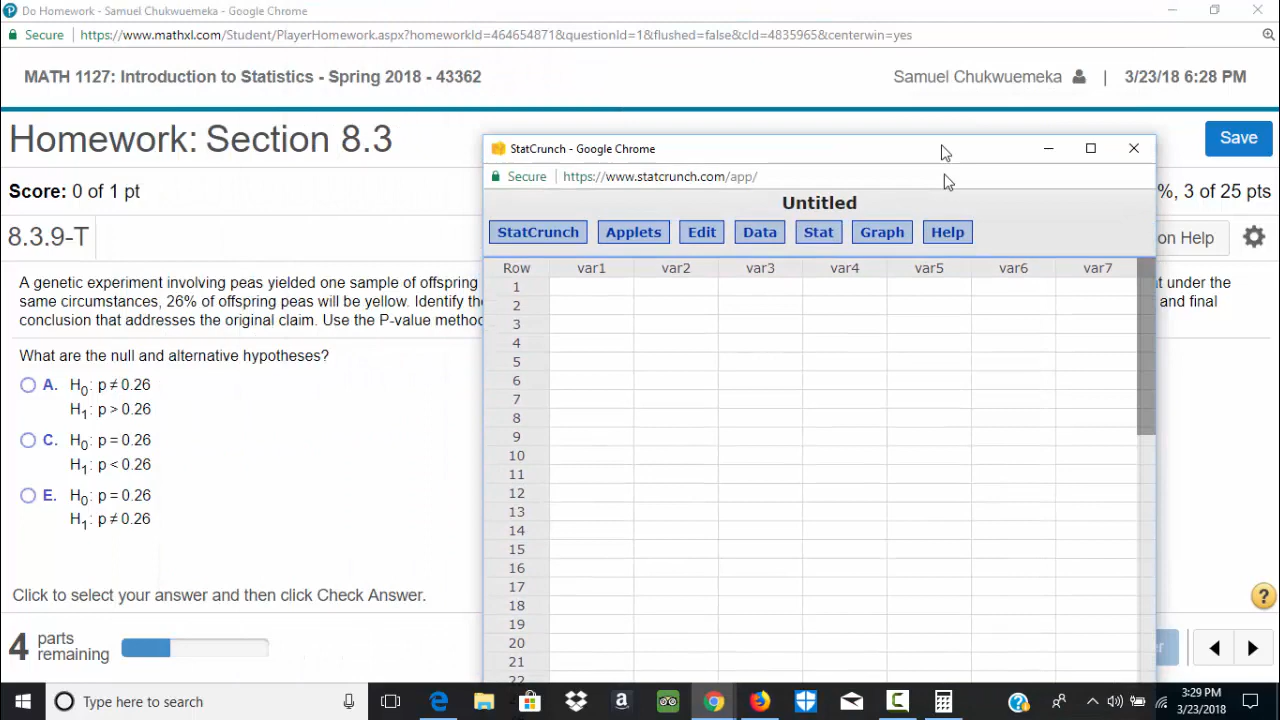 Do Homework - Samuel Chukwuemeka - Google Chrome
Secure https://www.mathxl.com/Student/PlayerHomework.aspx?homeworkId=464654871&questionId=1&flushed=false&cId=4835965&centerwin=yes
MATH 1127: Introduction to Statistics - Spring 2018 - 43362 Samuel Chukwuemeka | 3/23/18 6:28 PM
Homework: Section 8.3 Save
Score: 0 of 1 pt %, 3 of 25 pts
8.3.9-T on Help
A genetic experiment involving peas yielded one sample of offspring t under the
same circumstances, 26% of offspring peas will be yellow. Identify the and final
conclusion that addresses the original claim. Use the P-value method
What are the null and alternative hypotheses?
A. H0: p ≠ 0.26
H1: p > 0.26
C. H0: p = 0.26
H1: p < 0.26
E. H0: p = 0.26
H1: p ≠ 0.26
Click to select your answer and then click Check Answer.
?
4 parts remaining
er
StatCrunch - Google Chrome
Secure https://www.statcrunch.com/app/
Untitled
StatCrunch Applets Edit Data Stat Graph Help
Row var1 var2 var3 var4 var5 var6 var7
1
2
3
4
5
6
7
8
9
10
11
12
13
14
15
16
17
18
19
20
21
22
Type here to search
3:29 PM
3/23/2018